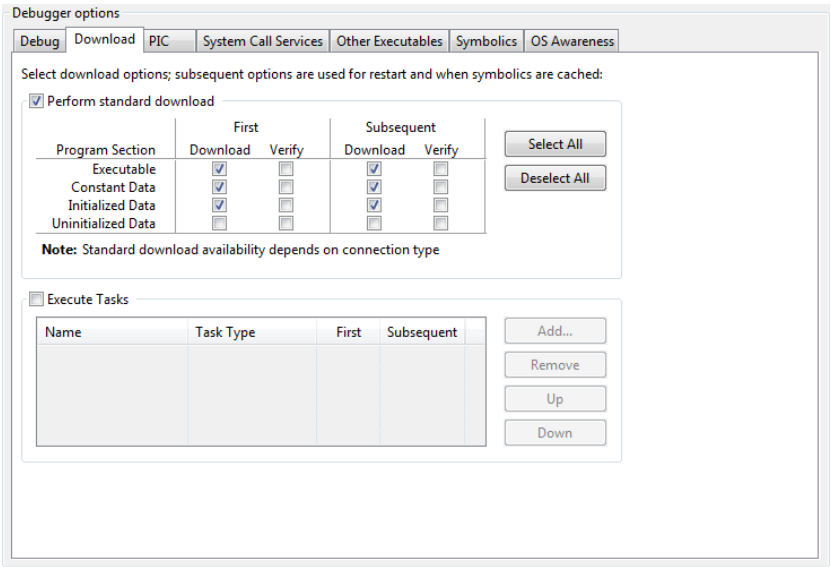 Debugger options
Debug Download PIC System Call Services Other Executables Symbolics OS Awareness
Select download options; subsequent options are used for restart and when symbolics are cached:
Perform standard download
First Subsequent
Program Section Download Verify Download Verify
Executable
Constant Data
Initialized Data
Uninitialized Data
Select All
Deselect All
Note: Standard download availability depends on connection type
Execute Tasks
Name Task Type First Subsequent
Add...
Remove
Up
Down